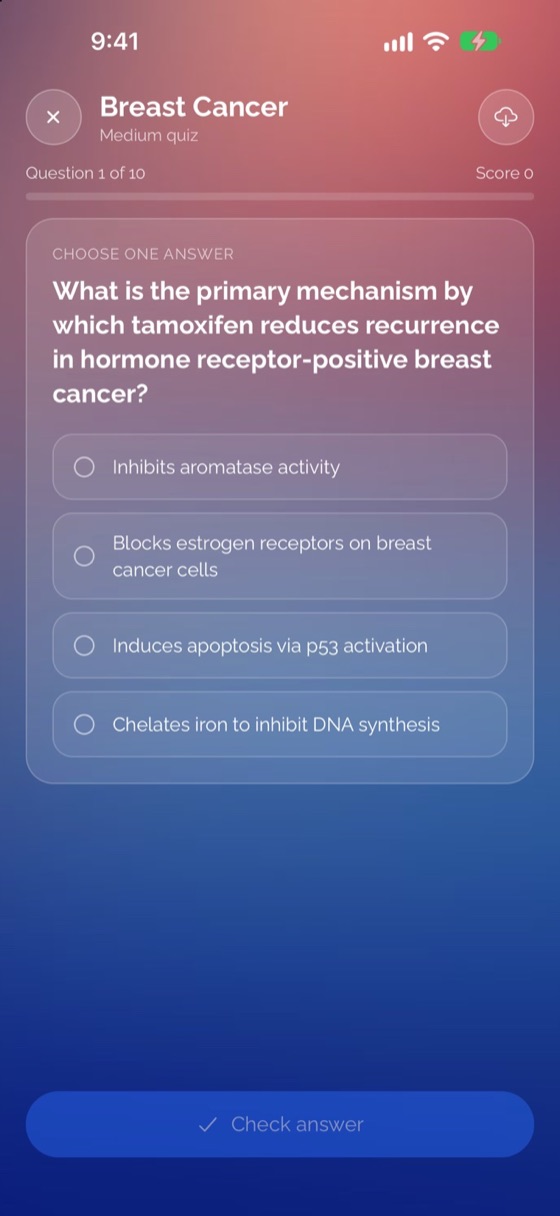 9:41
Breast Cancer
Medium quiz
Question 1 of 10
Score 0
CHOOSE ONE ANSWER
What is the primary mechanism by
which tamoxifen reduces recurrence
in hormone receptor-positive breast
cancer?
Inhibits aromatase activity
Blocks estrogen receptors on breast
cancer cells
Induces apoptosis via p53 activation
Chelates iron to inhibit DNA synthesis
Check answer